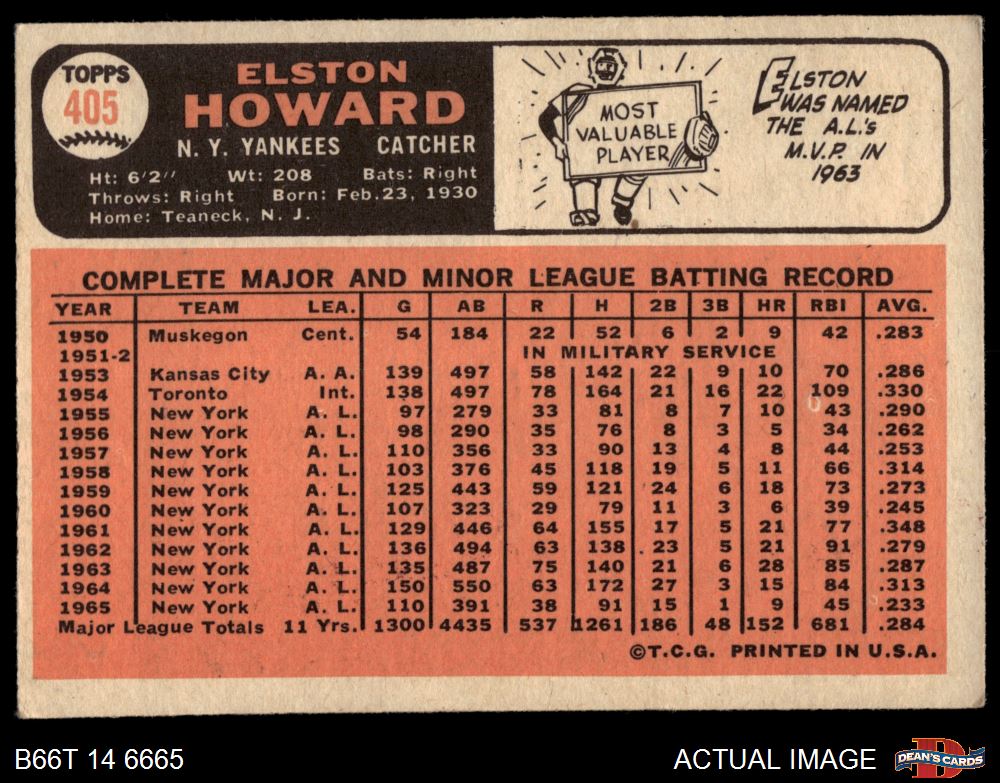 TOPPS
405
ELSTON
HOWARD
N. Y. YANKEES CATCHER
Ht: 6'2" Wt: 208 Bats: Right
Throws: Right Born: Feb. 23, 1930
Home: Teaneck, N. J.
MOST
VALUABLE
PLAYER
ELSTON
WAS NAMED
THE A.L.'s
M.V.P. IN
1963
COMPLETE MAJOR AND MINOR LEAGUE BATTING RECORD
YEAR TEAM LEA. G AB R H 2B 3B HR RBI AVG.
1950 Muskegon Cent. 54 184 22 52 6 2 9 42 .283
1951-2 IN MILITARY SERVICE
1953 Kansas City A. A. 139 497 58 142 22 9 10 70 .286
1954 Toronto Int. 138 497 78 164 21 16 22 109 .330
1955 New York A. L. 97 279 33 81 8 7 10 43 .290
1956 New York A. L. 98 290 35 76 8 3 5 34 .262
1957 New York A. L. 110 356 33 90 13 4 8 44 .253
1958 New York A. L. 103 376 45 118 19 5 11 66 .314
1959 New York A. L. 125 443 59 121 24 6 18 73 .273
1960 New York A. L. 107 323 29 79 11 3 6 39 .245
1961 New York A. L. 129 446 64 155 17 5 21 77 .348
1962 New York A. L. 136 494 63 138 23 5 21 91 .279
1963 New York A. L. 135 487 75 140 21 6 28 85 .287
1964 New York A. L. 150 550 63 172 27 3 15 84 .313
1965 New York A. L. 110 391 38 91 15 1 9 45 .233
Major League Totals 11 Yrs. 1300 4435 537 1261 186 48 152 681 .284
©T.C.G. PRINTED IN U.S.A.
B66T 14 6665
ACTUAL IMAGE
D
DEAN'S CARDS